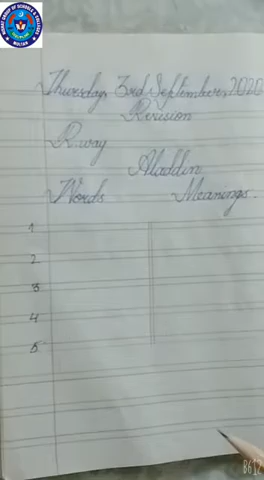 Thursday, 3rd September, 2020
Revision
R.way
Aladdin
Words Meanings.
1
2
3
4
5